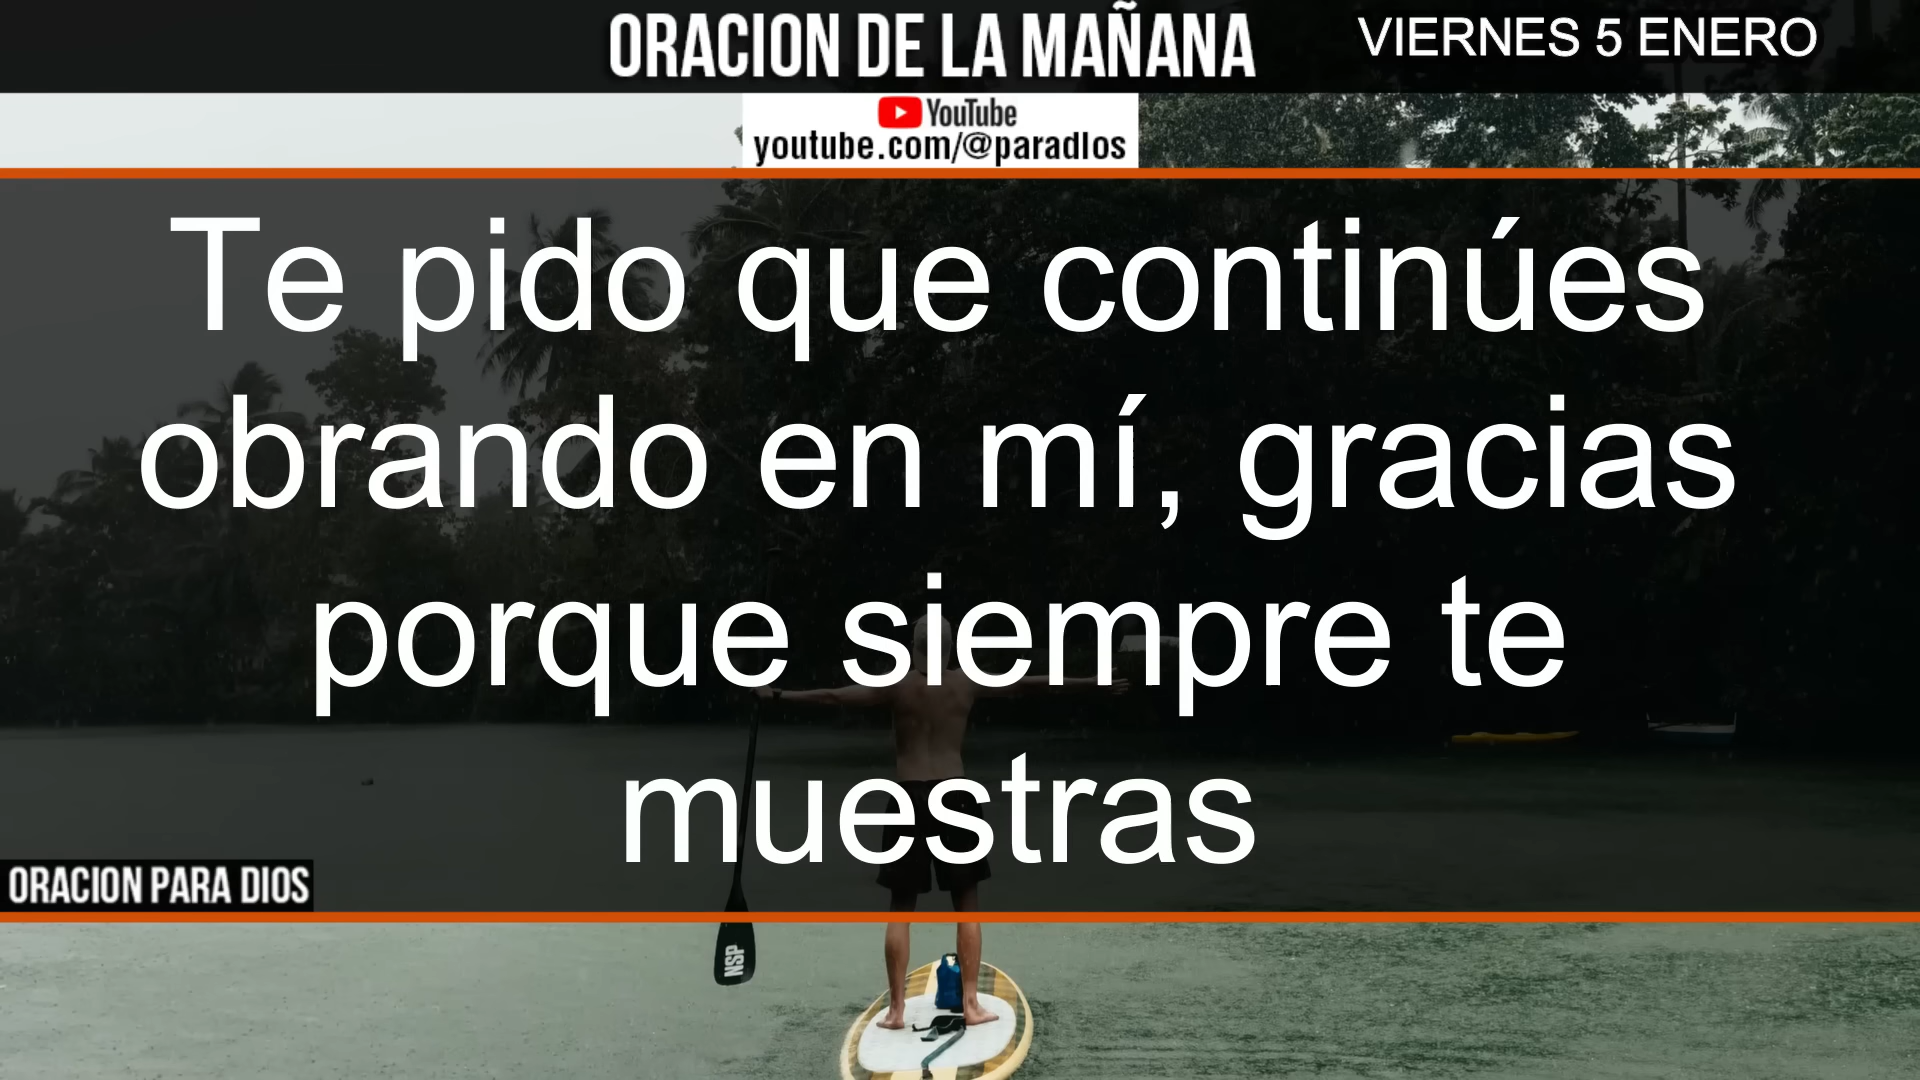 ORACION DE LA MAÑANA
VIERNES 5 ENERO
YouTube
youtube.com/@paradIos
Te pido que continúes
obrando en mí, gracias
porque siempre te
muestras
ORACION PARA DIOS
NSP